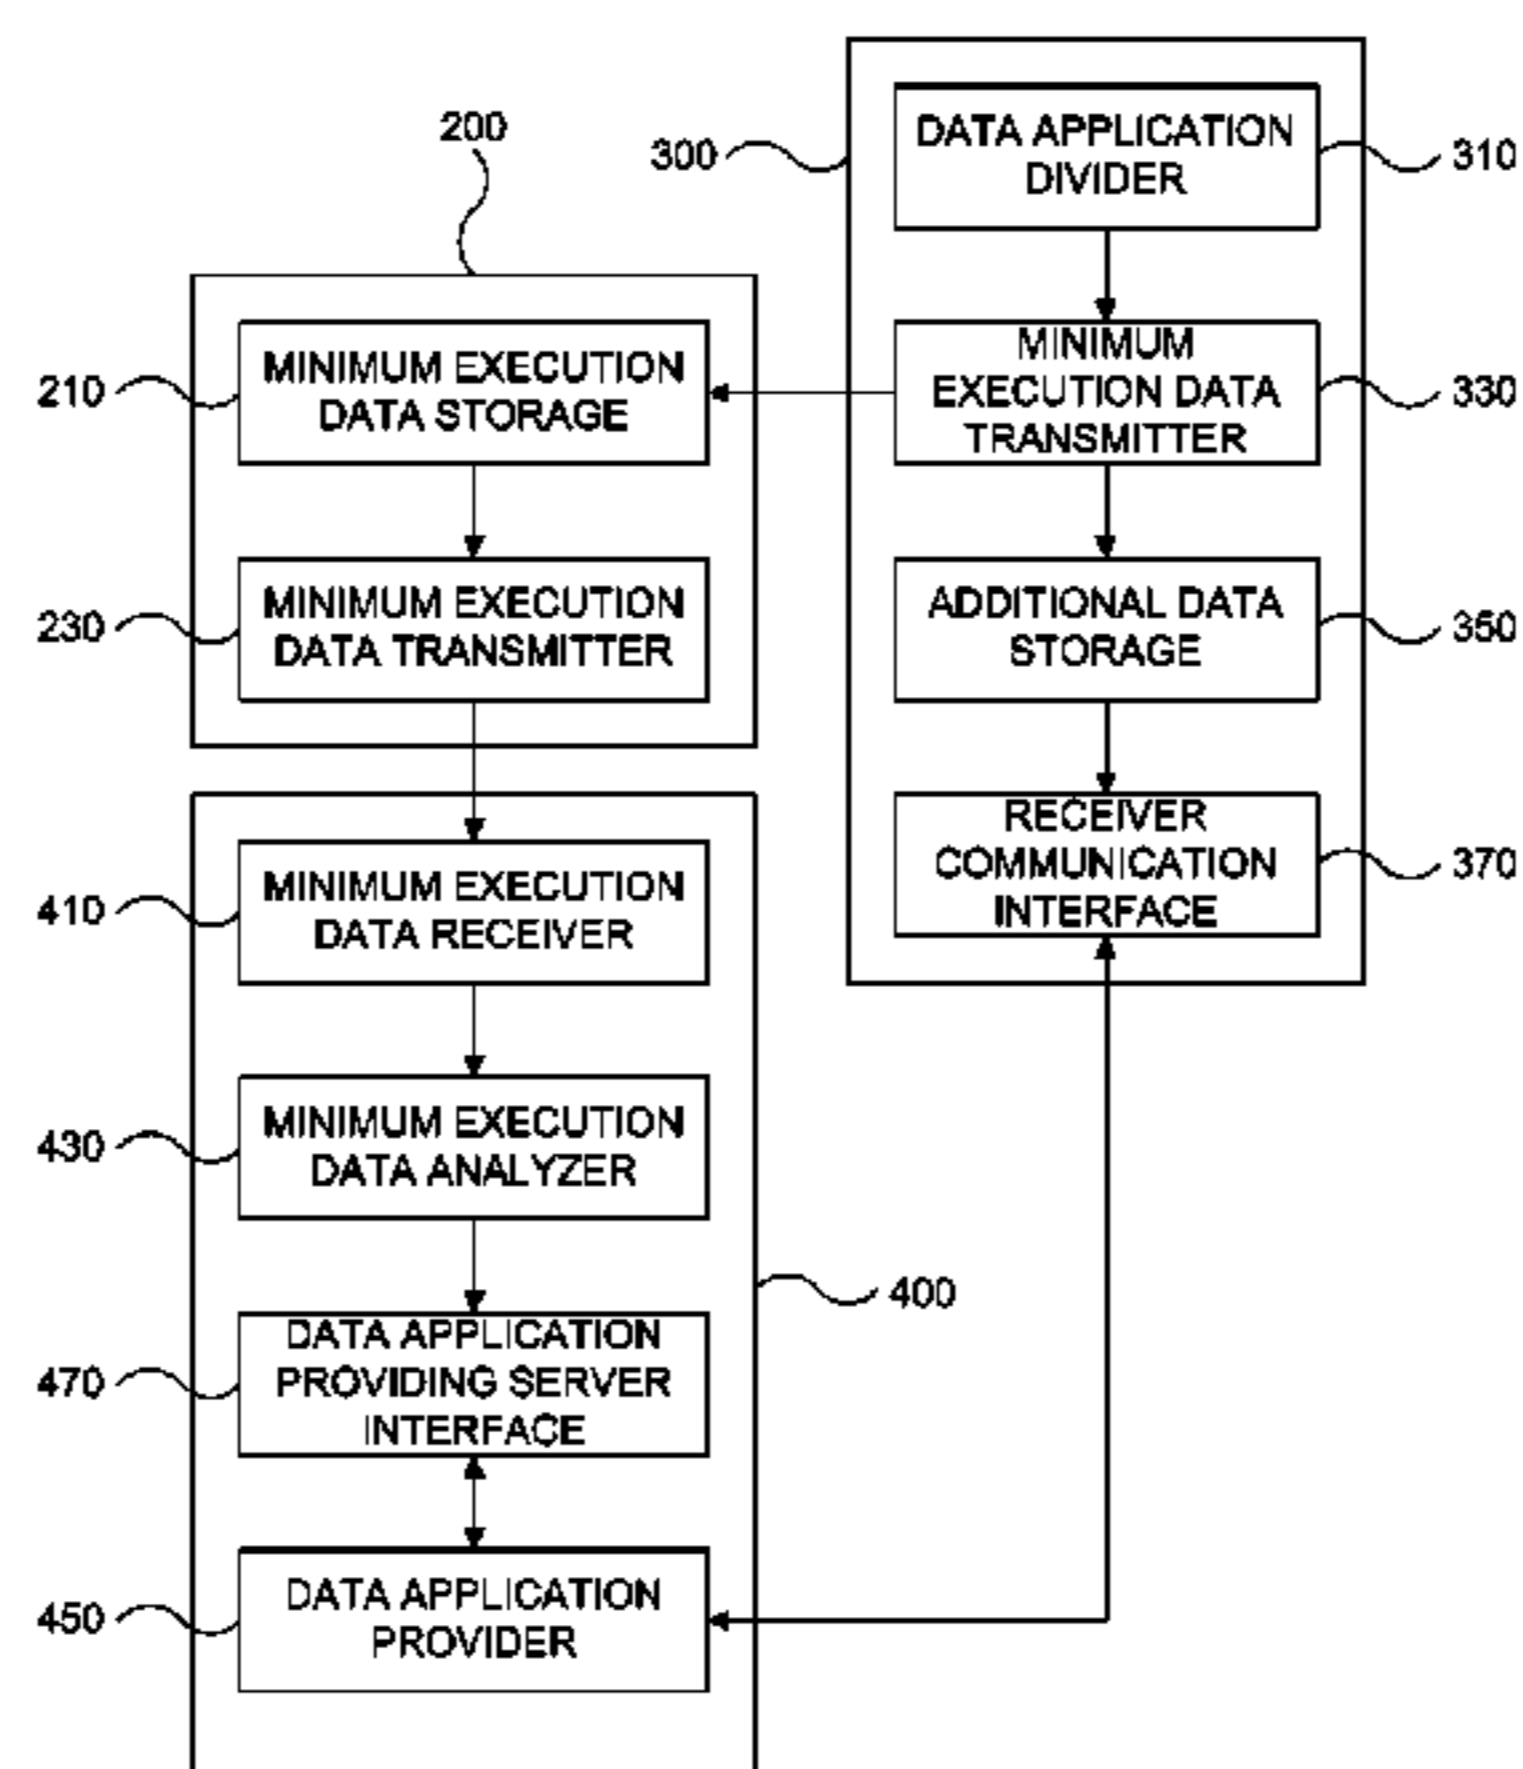 200
300
DATA APPLICATION
DIVIDER
310
210
MINIMUM EXECUTION
DATA STORAGE
MINIMUM
EXECUTION DATA
TRANSMITTER
330
230
MINIMUM EXECUTION
DATA TRANSMITTER
ADDITIONAL DATA
STORAGE
350
410
MINIMUM EXECUTION
DATA RECEIVER
RECEIVER
COMMUNICATION
INTERFACE
370
430
MINIMUM EXECUTION
DATA ANALYZER
400
470
DATA APPLICATION
PROVIDING SERVER
INTERFACE
450
DATA APPLICATION
PROVIDER